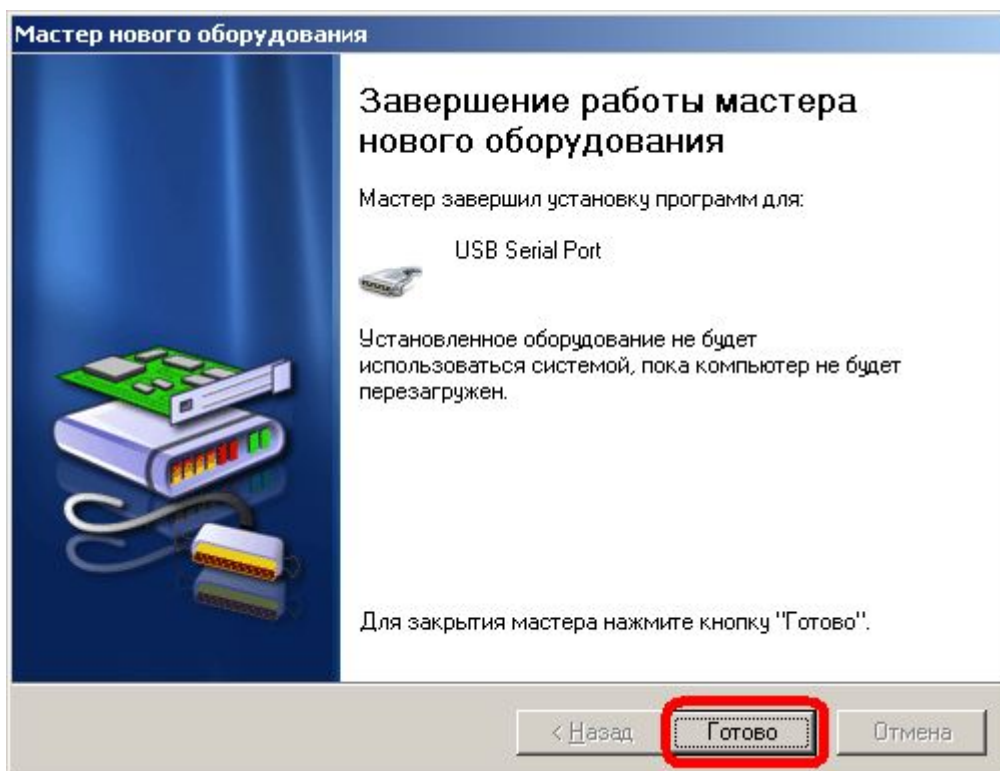 Мастер нового оборудования
Завершение работы мастера
нового оборудования
Мастер завершил установку программ для:
USB Serial Port
Установленное оборудование не будет
использоваться системой, пока компьютер не будет
перезагружен.
Для закрытия мастера нажмите кнопку "Готово".
< Назад
Готово
Отмена